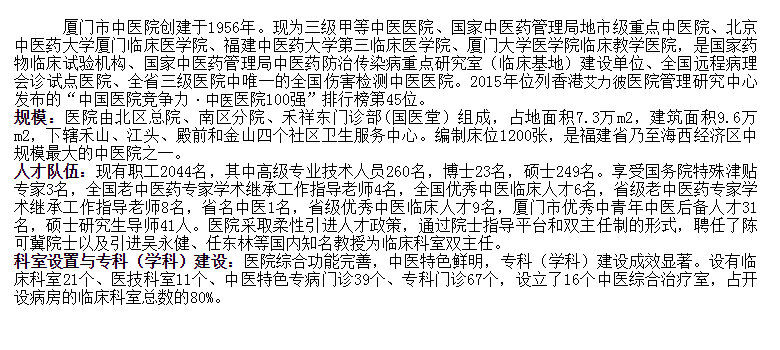 厦门市中医院创建于1956年。现为三级甲等中医医院、国家中医药管理局地市级重点中医院、北京
中医药大学厦门临床医学院、福建中医药大学第三临床医学院、厦门大学医学院临床教学医院，是国家药
物临床试验机构、国家中医药管理局中医药防治传染病重点研究室（临床基地）建设单位、全国远程病理
会诊试点医院、全省三级医院中唯一的全国伤害检测中医医院。2015年位列香港艾力彼医院管理研究中心
发布的“中国医院竞争力·中医医院100强”排行榜第45位。
规模：医院由北区总院、南区分院、禾祥东门诊部(国医堂) 组成，占地面积7.3万m2，建筑面积9.6万
m2，下辖禾山、江头、殿前和金山四个社区卫生服务中心。编制床位1200张，是福建省乃至海西经济区中
规模最大的中医院之一。
人才队伍：现有职工2044名，其中高级专业技术人员260名，博士23名，硕士249名。享受国务院特殊津贴
专家3名，全国老中医药专家学术继承工作指导老师4名，全国优秀中医临床人才6名，省级老中医药专家学
术继承工作指导老师8名，省名中医1名，省级优秀中医临床人才9名，厦门市优秀中青年中医后备人才31
名，硕士研究生导师41人。医院采取柔性引进人才政策，通过院士指导平台和双主任制的形式，聘任了陈
可冀院士以及引进吴永健、任东林等国内知名教授为临床科室双主任。
科室设置与专科（学科）建设：医院综合功能完善，中医特色鲜明，专科（学科）建设成效显著。设有临
床科室21个、医技科室11个、中医特色专病门诊39个、专科门诊67个，设立了16个中医综合治疗室，占开
设病房的临床科室总数的80%。